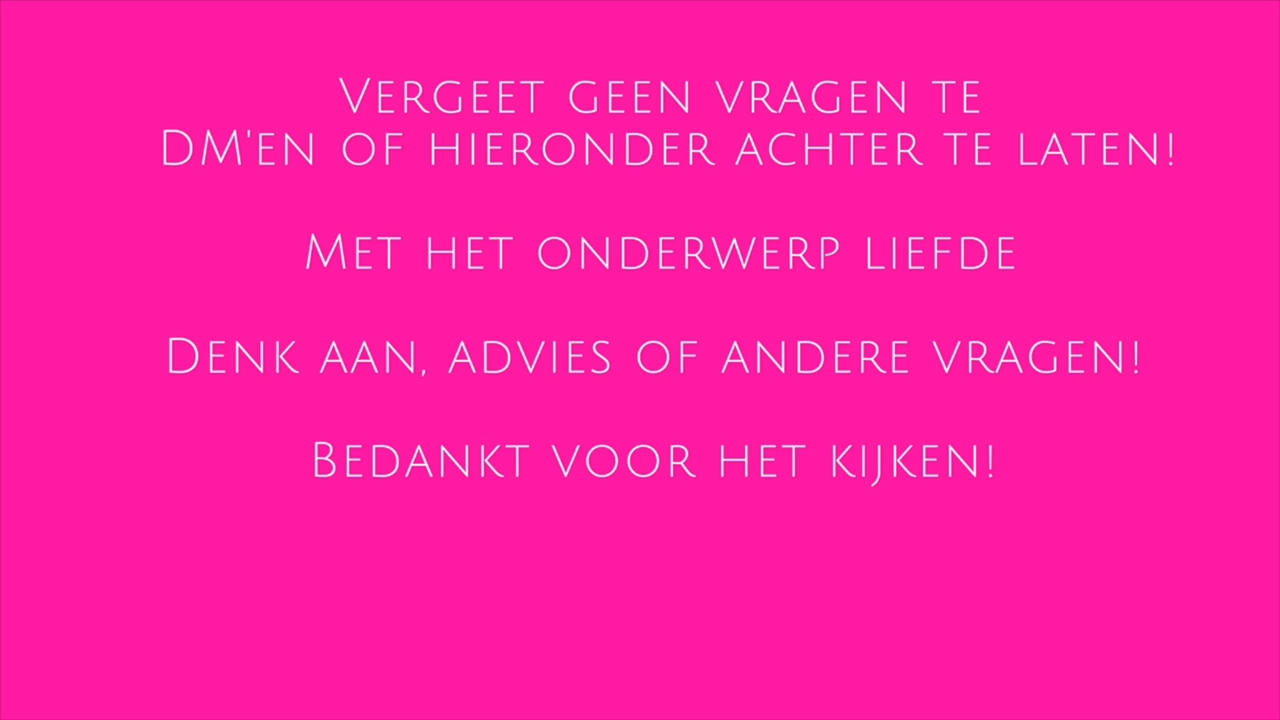 Vergeet geen vragen te
DM'en of hieronder achter te laten!
Met het onderwerp liefde
Denk aan, advies of andere vragen!
Bedankt voor het kijken!